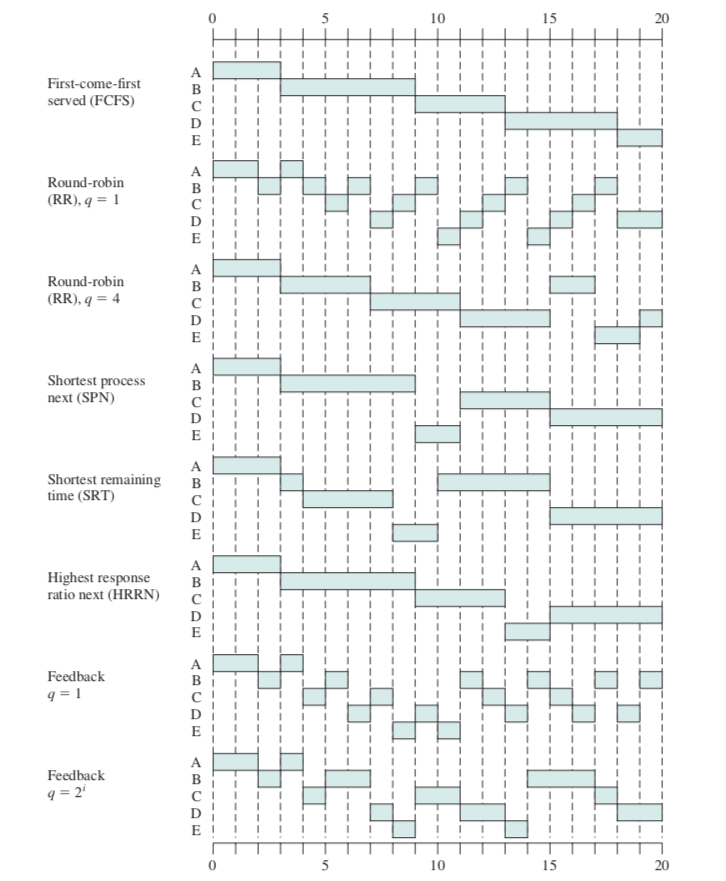 0 5 10 15 20
First-come-first
served (FCFS)
A
B
C
D
E
Round-robin
(RR), q = 1
A
B
C
D
E
Round-robin
(RR), q = 4
A
B
C
D
E
Shortest process
next (SPN)
A
B
C
D
E
Shortest remaining
time (SRT)
A
B
C
D
E
Highest response
ratio next (HRRN)
A
B
C
D
E
Feedback
q = 1
A
B
C
D
E
Feedback
q = 2^i
A
B
C
D
E
0 5 10 15 20